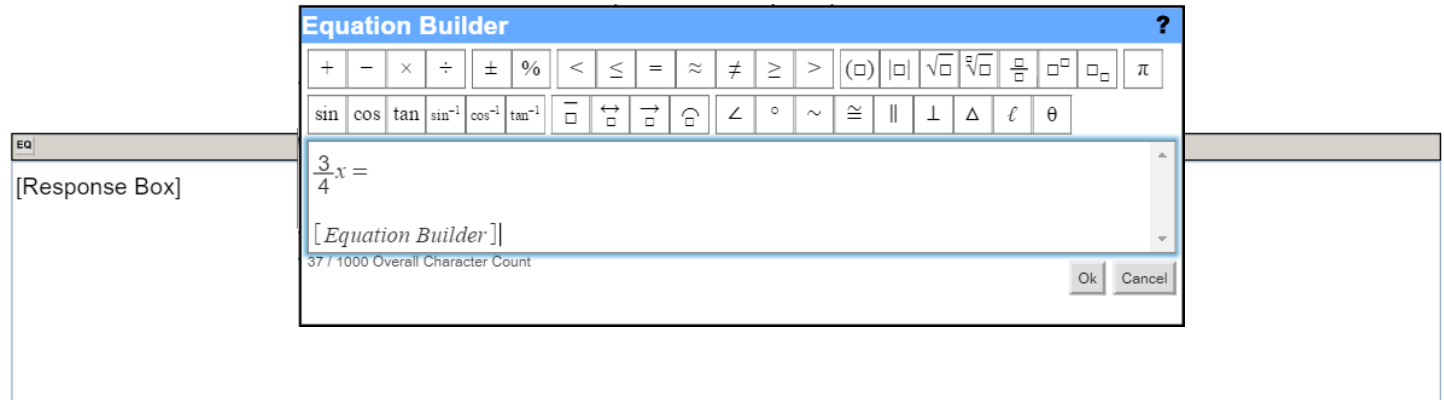 Equation Builder ?
+ − × ÷ ± % < ≤ = ≈ ≠ ≥ > (□) |□| √□ ▫√□ □/□ □^□ □_□ π
sin cos tan sin⁻¹ cos⁻¹ tan⁻¹ □̅ □⃡ □⃗ □̑ ∠ ° ~ ≅ ∥ ⊥ Δ ℓ θ
EQ
3/4 x =
[Response Box]
[Equation Builder]
37 / 1000 Overall Character Count
Ok Cancel